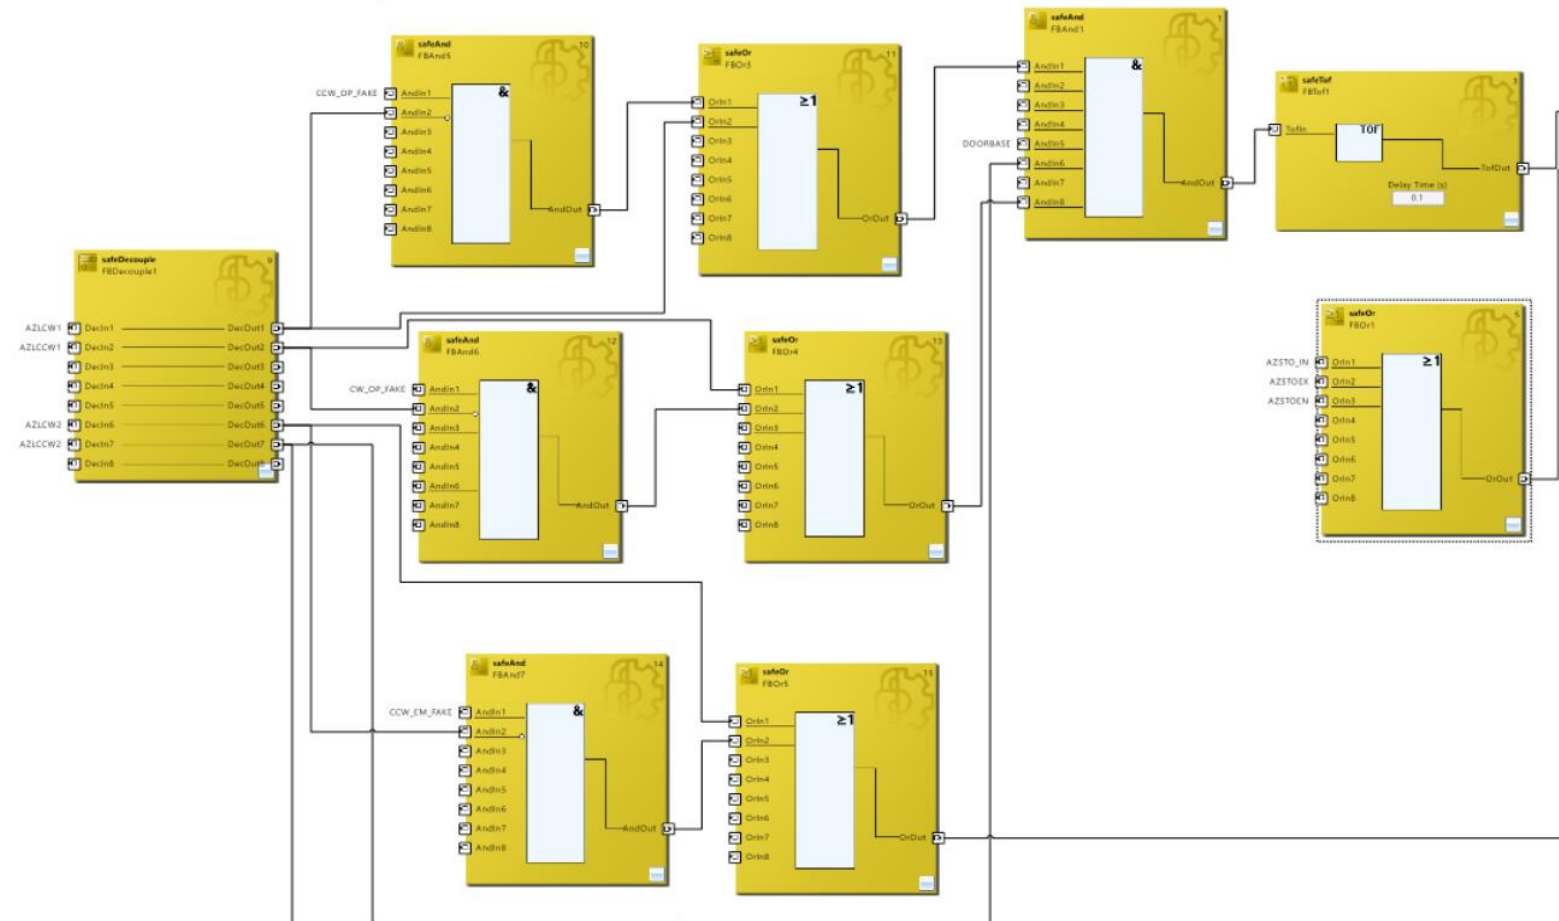 safeAnd
FBAnd5
10
&
CCW_OP_FAKE
AndIn1
AndIn2
AndIn3
AndIn4
AndIn5
AndIn6
AndIn7
AndIn8
AndOut
safeOr
FBOr3
11
≥1
OrIn1
OrIn2
OrIn3
OrIn4
OrIn5
OrIn6
OrIn7
OrIn8
OrOut
safeAnd
FBAnd1
1
&
AndIn1
AndIn2
AndIn3
AndIn4
DOORBASE
AndIn5
AndIn6
AndIn7
AndIn8
AndOut
safeTof
FBTof1
3
TofIn
TOF
TofOut
Delay Time (s)
0.1
safeDecouple
FBDecouple1
9
AZLCW1
DecIn1
DecOut1
AZLCCW1
DecIn2
DecOut2
DecIn3
DecOut3
DecIn4
DecOut4
DecIn5
DecOut5
AZLCW2
DecIn6
DecOut6
AZLCCW2
DecIn7
DecOut7
DecIn8
DecOut8
safeAnd
FBAnd6
12
&
CW_OP_FAKE
AndIn1
AndIn2
AndIn3
AndIn4
AndIn5
AndIn6
AndIn7
AndIn8
AndOut
safeOr
FBOr4
13
≥1
OrIn1
OrIn2
OrIn3
OrIn4
OrIn5
OrIn6
OrIn7
OrIn8
OrOut
safeOr
FBOr1
5
≥1
AZSTO_IN
OrIn1
AZSTOEX
OrIn2
AZSTOEN
OrIn3
OrIn4
OrIn5
OrIn6
OrIn7
OrIn8
OrOut
safeAnd
FBAnd7
14
&
CCW_EM_FAKE
AndIn1
AndIn2
AndIn3
AndIn4
AndIn5
AndIn6
AndIn7
AndIn8
AndOut
safeOr
FBOr5
15
≥1
OrIn1
OrIn2
OrIn3
OrIn4
OrIn5
OrIn6
OrIn7
OrIn8
OrOut